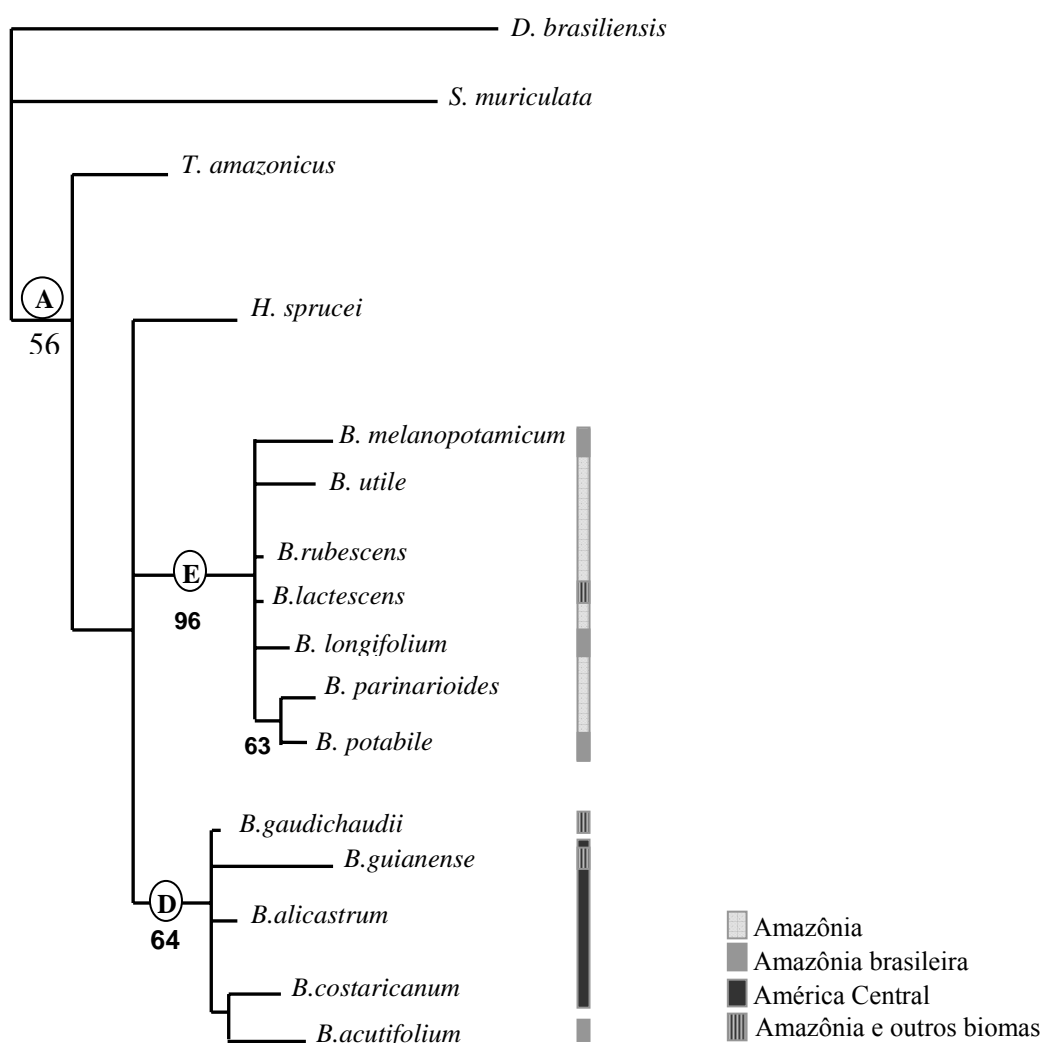 D. brasiliensis
S. muriculata
T. amazonicus
A
56
H. sprucei
B. melanopotamicum
B. utile
B.rubescens
E
B.lactescens
96
B. longifolium
B. parinarioides
63
B. potabile
B.gaudichaudii
B.guianense
D
B.alicastrum
64
B.costaricanum
B.acutifolium
Amazônia
Amazônia brasileira
América Central
Amazônia e outros biomas